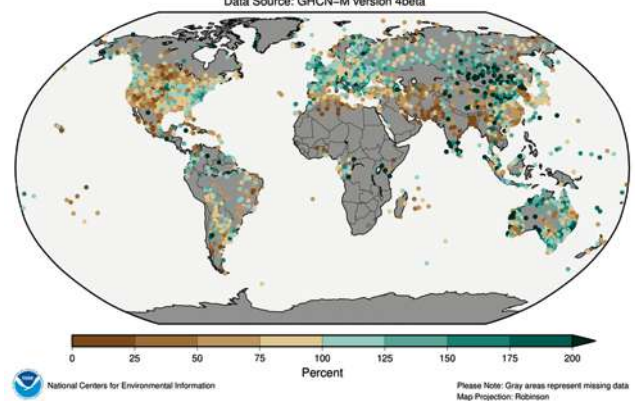 Data Source: GHCN−M version 4beta
0 25 50 75 100 125 150 175 200
Percent
NOAA
National Centers for Environmental Information
Please Note: Gray areas represent missing data
Map Projection: Robinson